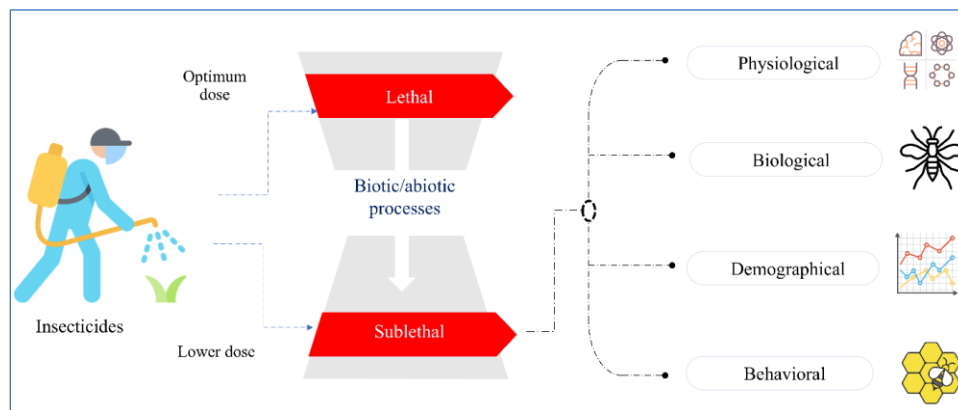 Optimum
dose
Lethal
Biotic/abiotic
processes
Insecticides
Lower dose
Sublethal
Physiological
Biological
Demographical
Behavioral